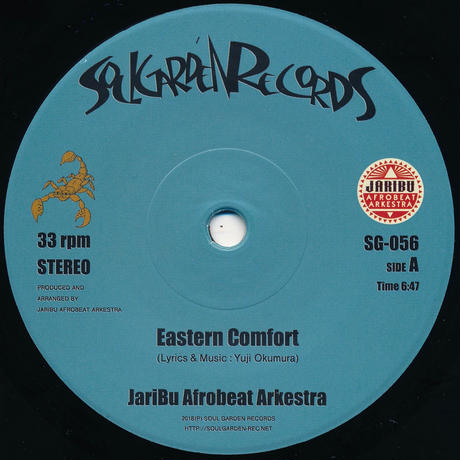 SOULGARDEN RECORDS
JARIBU
AFROBEAT
ARKESTRA
33 rpm
SG-056
STEREO
SIDE A
PRODUCED AND
ARRANGED BY
JARIBU AFROBEAT ARKESTRA
Time 6:47
Eastern Comfort
(Lyrics & Music : Yuji Okumura)
JariBu Afrobeat Arkestra
2018(P) SOUL GARDEN RECORDS
HTTP://SOULGARDEN-REC.NET